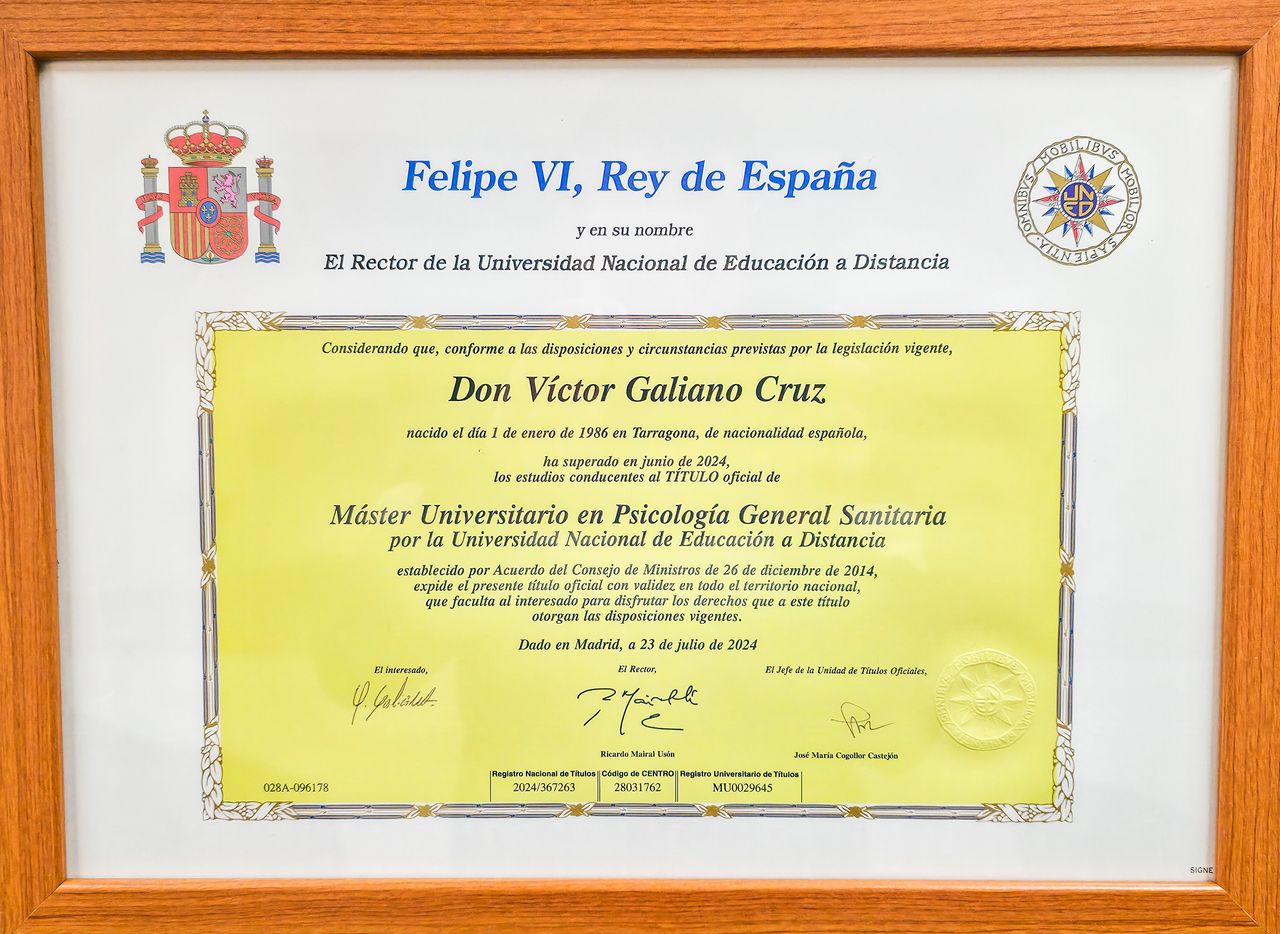 Felipe VI, Rey de España
y en su nombre
El Rector de la Universidad Nacional de Educación a Distancia
OMNIBVS MOBILIBVS MOBILIOR SAPIENTIA
UNED
Considerando que, conforme a las disposiciones y circunstancias previstas por la legislación vigente,
Don Víctor Galiano Cruz
nacido el día 1 de enero de 1986 en Tarragona, de nacionalidad española,
ha superado en junio de 2024,
los estudios conducentes al TÍTULO oficial de
Máster Universitario en Psicología General Sanitaria
por la Universidad Nacional de Educación a Distancia
establecido por Acuerdo del Consejo de Ministros de 26 de diciembre de 2014,
expide el presente título oficial con validez en todo el territorio nacional,
que faculta al interesado para disfrutar los derechos que a este título
otorgan las disposiciones vigentes.
Dado en Madrid, a 23 de julio de 2024
El interesado,
El Rector,
El Jefe de la Unidad de Títulos Oficiales,
Ricardo Mairal Usón
José María Cogollor Castejón
028A-096178
Registro Nacional de Títulos
2024/367263
Código de CENTRO
28031762
Registro Universitario de Títulos
MU0029645
SIGNE